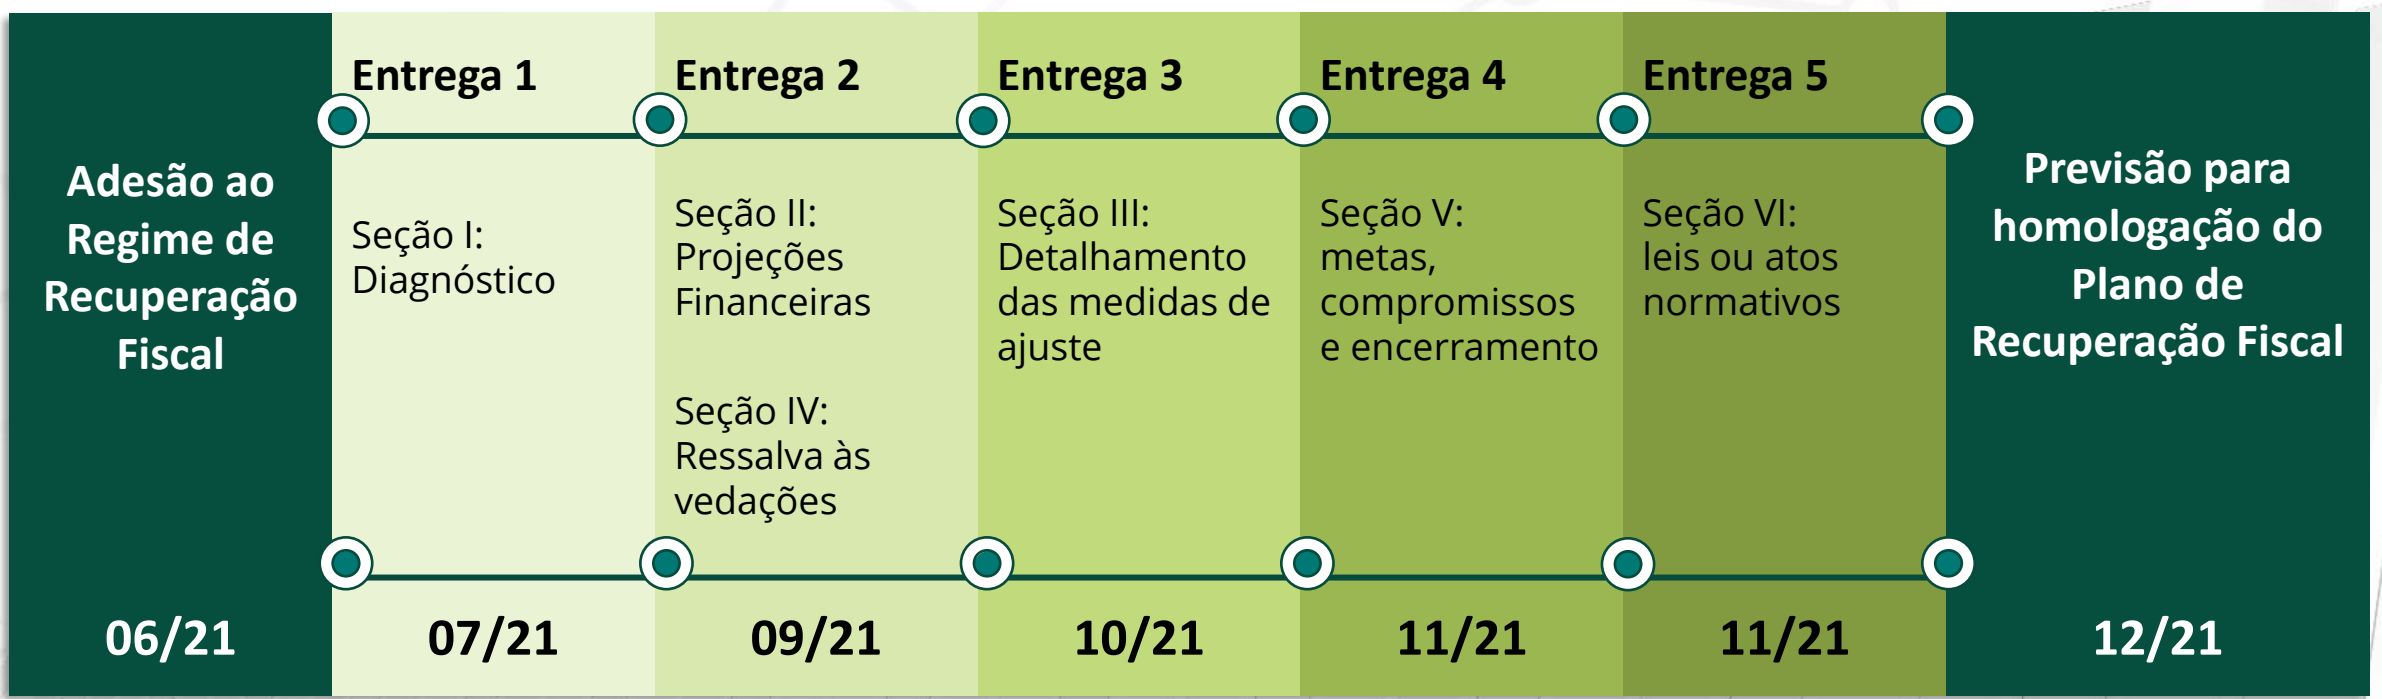 Adesão ao
Regime de
Recuperação
Fiscal
06/21
Entrega 1
Seção I:
Diagnóstico
07/21
Entrega 2
Seção II:
Projeções
Financeiras
Seção IV:
Ressalva às
vedações
09/21
Entrega 3
Seção III:
Detalhamento
das medidas de
ajuste
10/21
Entrega 4
Seção V:
metas,
compromissos
e encerramento
11/21
Entrega 5
Seção VI:
leis ou atos
normativos
11/21
Previsão para
homologação do
Plano de
Recuperação Fiscal
12/21